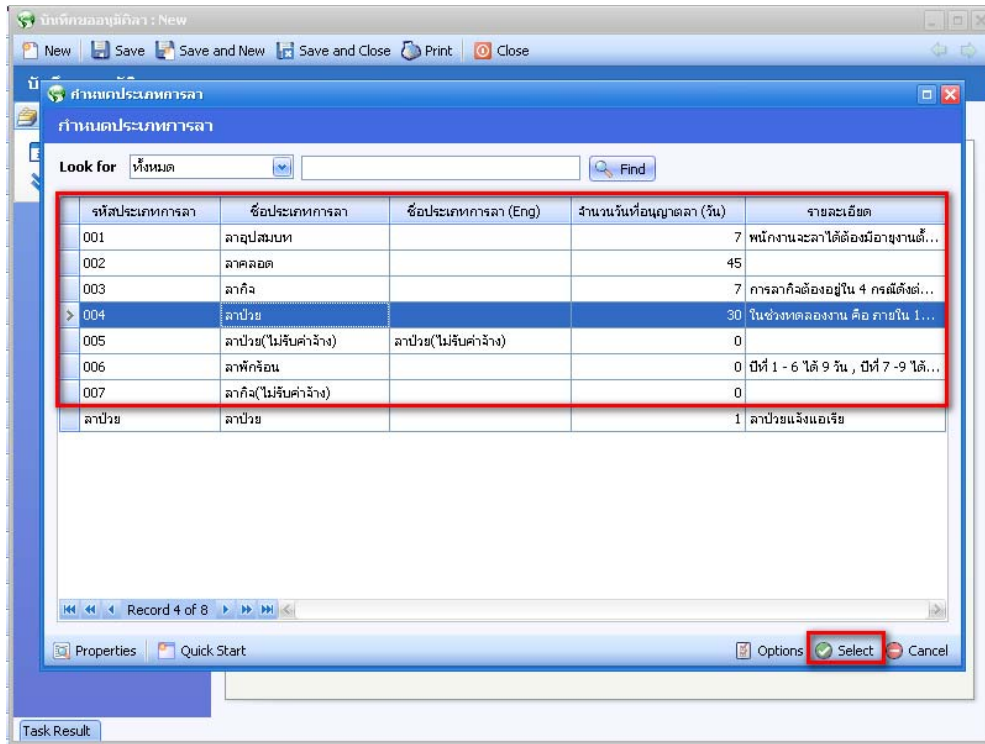 บันทึกขออนุมัติลา : New
New Save Save and New Save and Close Print Close
กำหนดประเภทการลา
กำหนดประเภทการลา
Look for ทั้งหมด Find
รหัสประเภทการลา ชื่อประเภทการลา ชื่อประเภทการลา (Eng) จำนวนวันที่อนุญาตลา (วัน) รายละเอียด
001 ลาอุปสมบท 7 พนักงานจะลาได้ต้องมีอายุงานตั้...
002 ลาคลอด 45
003 ลากิจ 7 การลากิจต้องอยู่ใน 4 กรณีดังต่...
004 ลาป่วย 30 ในช่วงทดลองงาน คือ ภายใน 1...
005 ลาป่วย(ไม่รับค่าจ้าง) ลาป่วย(ไม่รับค่าจ้าง) 0
006 ลาพักร้อน 0 ปีที่ 1 - 6 ได้ 9 วัน , ปีที่ 7 -9 ได้...
007 ลากิจ(ไม่รับค่าจ้าง) 0
ลาป่วย ลาป่วย 1 ลาป่วยแจ้งแอเรีย
Record 4 of 8
Properties Quick Start Options Select Cancel
Task Result